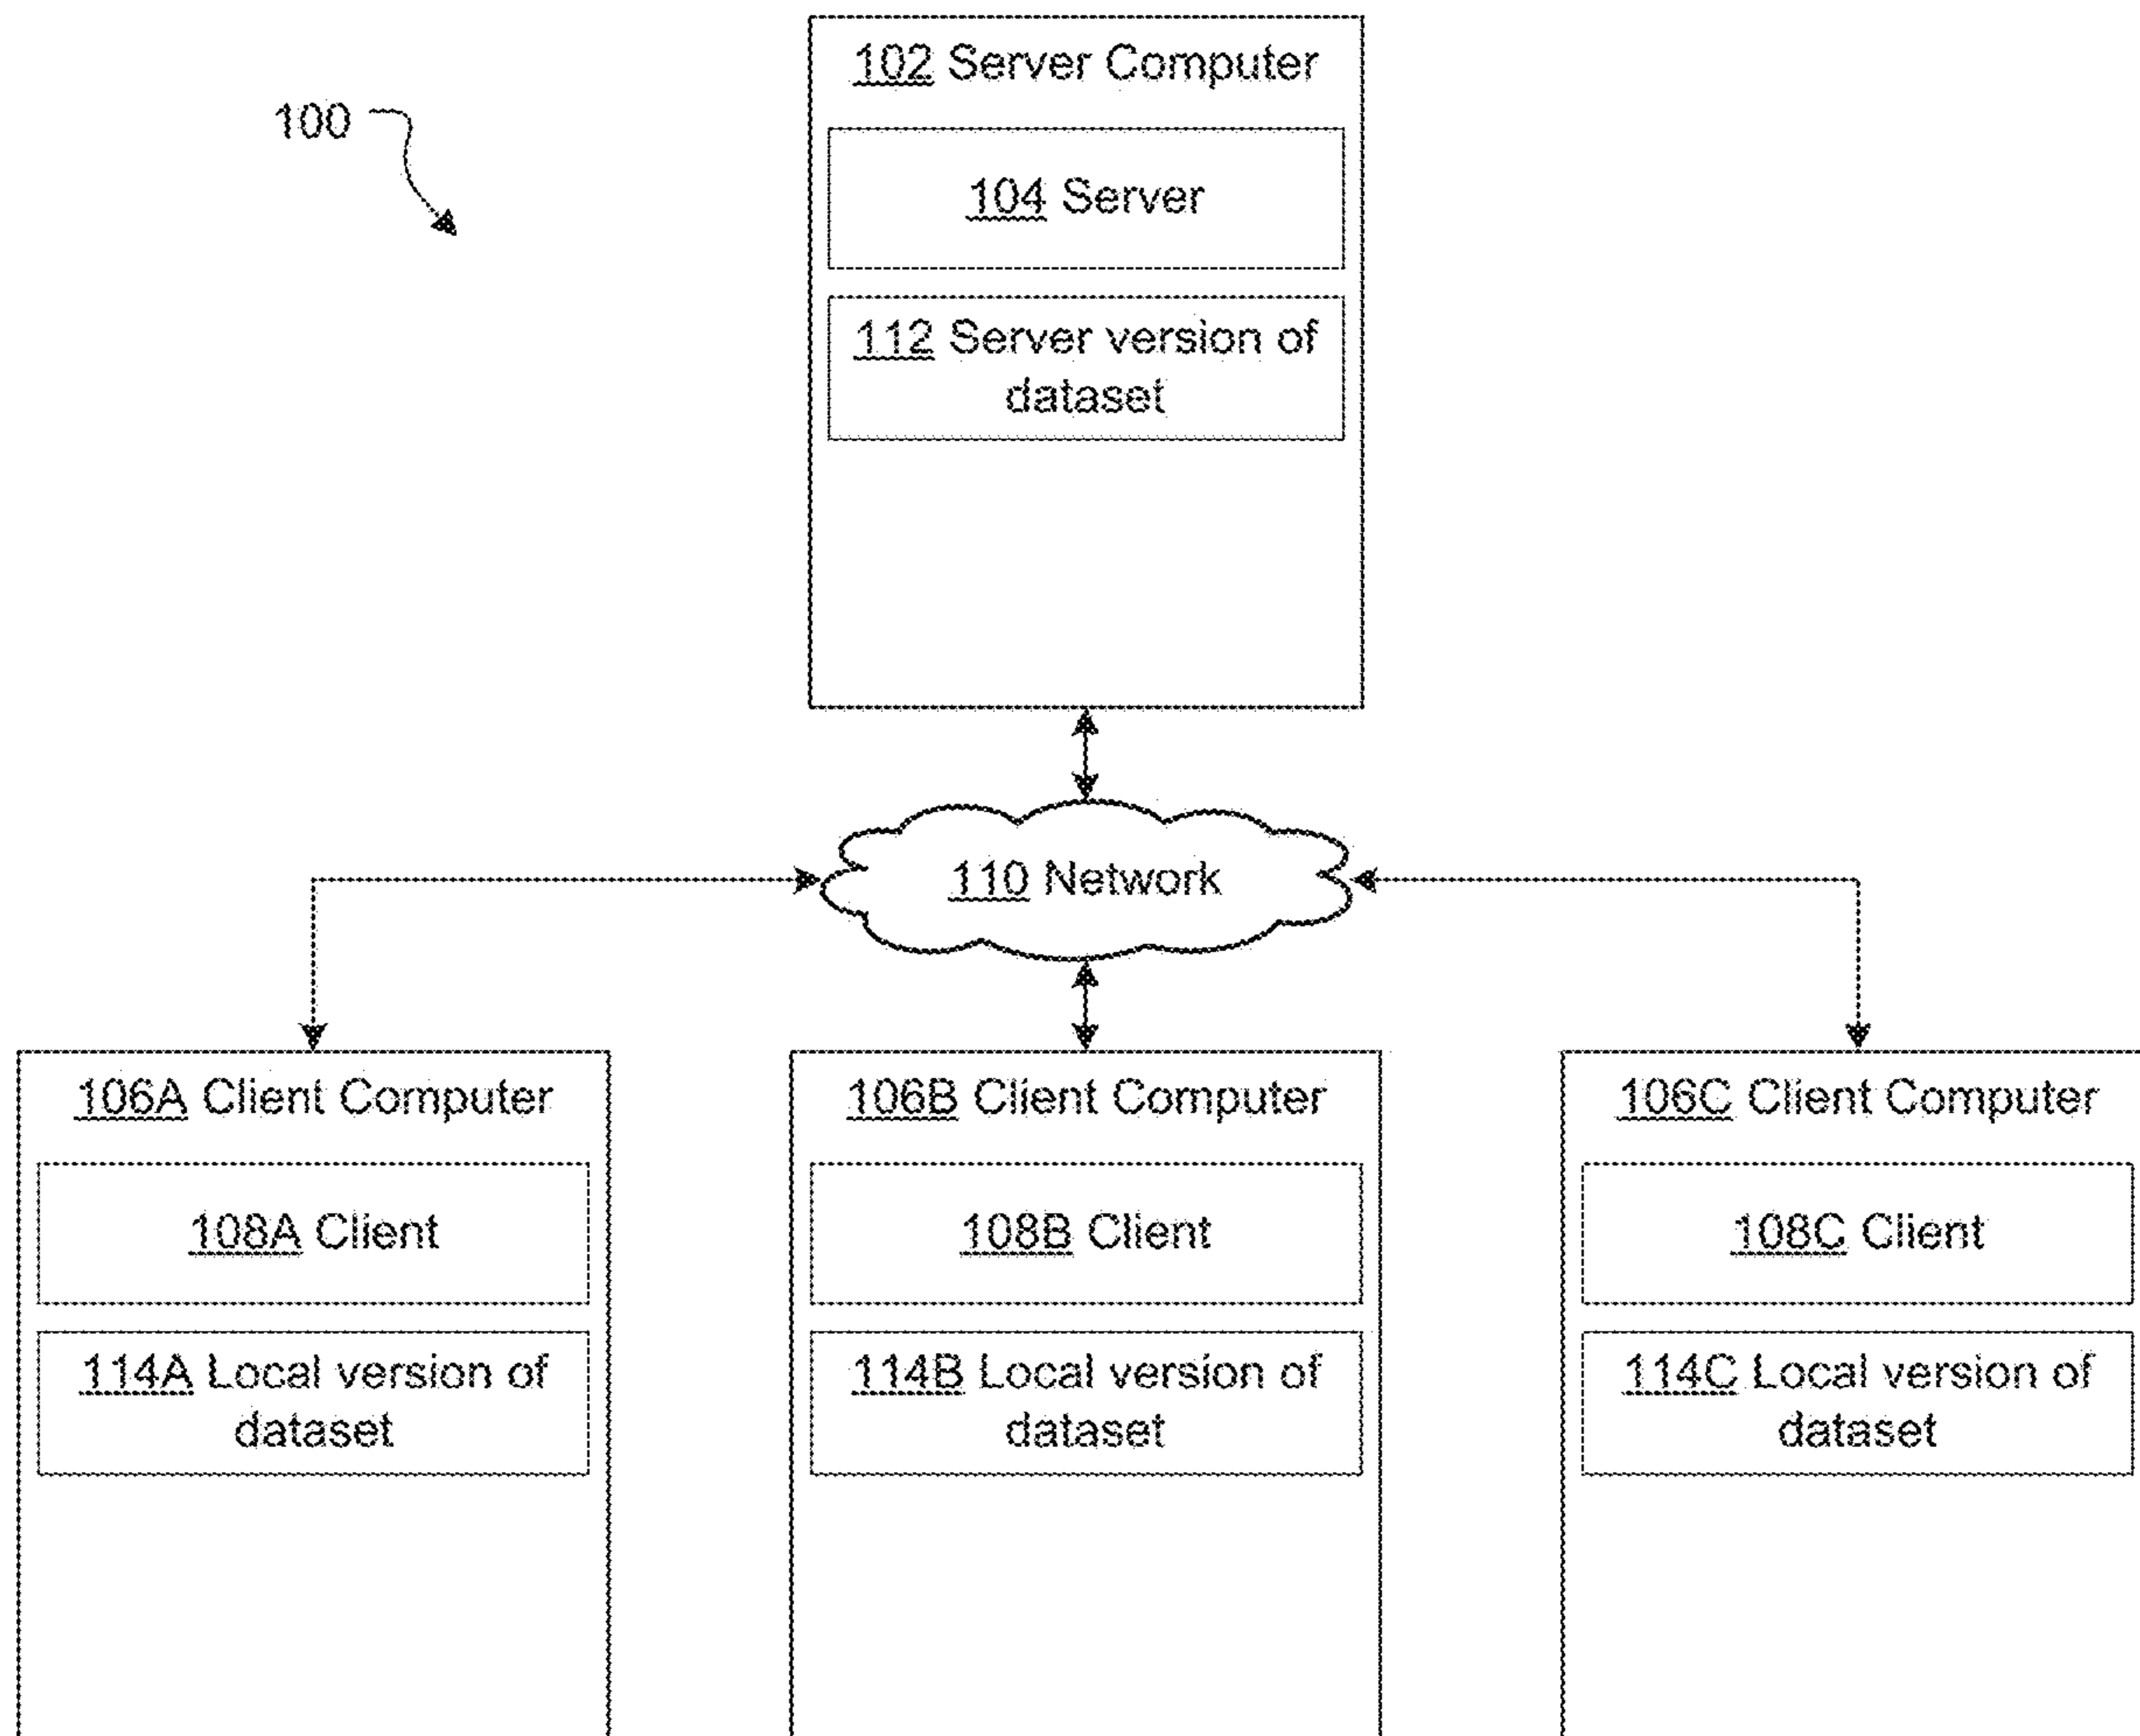 100
102 Server Computer
104 Server
112 Server version of
dataset
110 Network
106A Client Computer
108A Client
114A Local version of
dataset
106B Client Computer
108B Client
114B Local version of
dataset
106C Client Computer
108C Client
114C Local version of
dataset